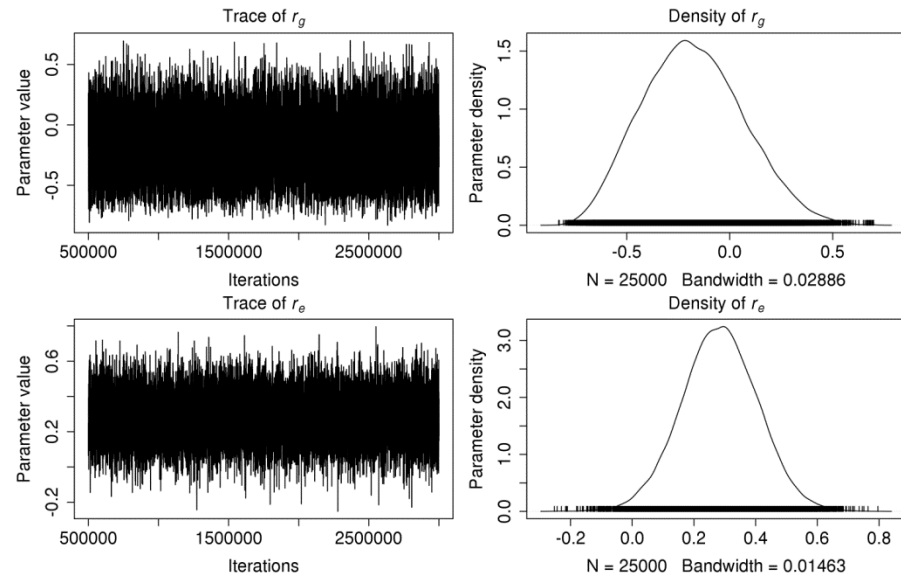 Trace of r_g
Parameter value
0.5
0.0
-0.5
5000000
1500000
2500000
Iterations
Density of r_g
Parameter density
1.5
1.0
0.5
0.0
-0.5
0.0
0.5
N = 25000 Bandwidth = 0.02886
Trace of r_e
Parameter value
0.6
0.2
-0.2
5000000
1500000
2500000
Iterations
Density of r_e
Parameter density
3.0
2.0
1.0
0.0
-0.2
0.0
0.2
0.4
0.6
0.8
N = 25000 Bandwidth = 0.01463